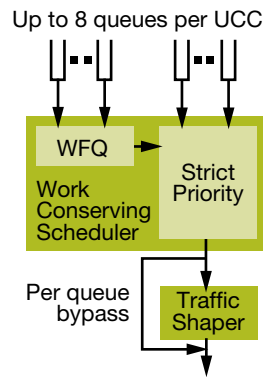 Up to 8 queues per UCC
WFQ
Strict
Priority
Work
Conserving
Scheduler
Per queue
bypass
Traffic
Shaper